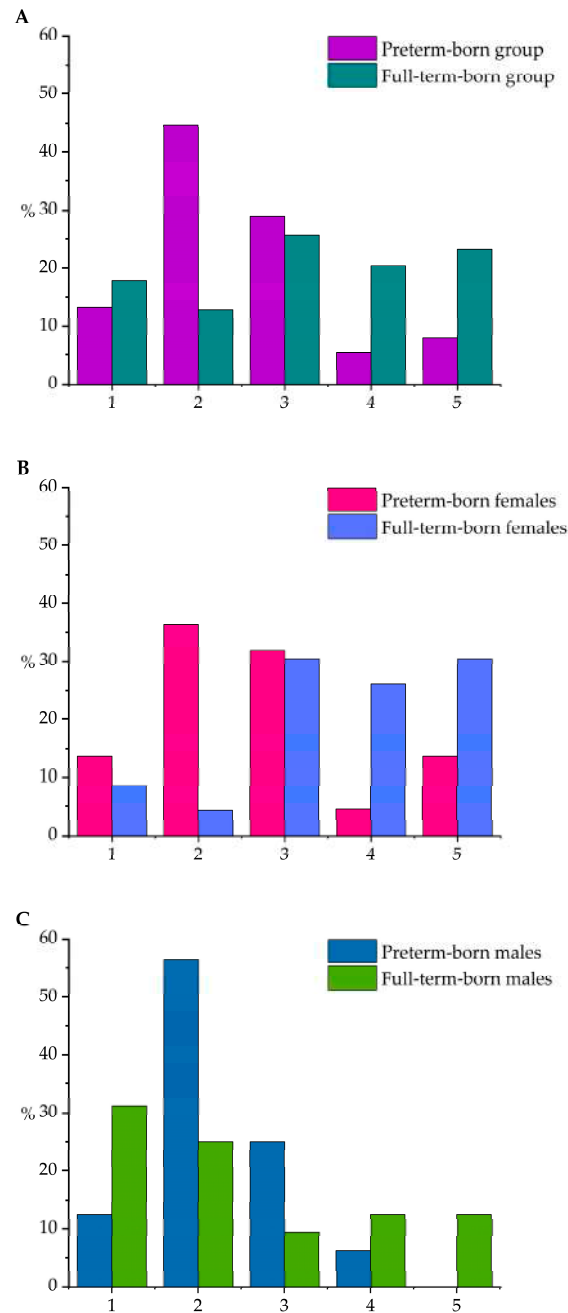 A
60
Preterm-born group
Full-term-born group
50
40
% 30
20
10
0
1 2 3 4 5
B
60
Preterm-born females
Full-term-born females
50
40
% 30
20
10
0
1 2 3 4 5
C
60
Preterm-born males
Full-term-born males
50
40
% 30
20
10
0
1 2 3 4 5